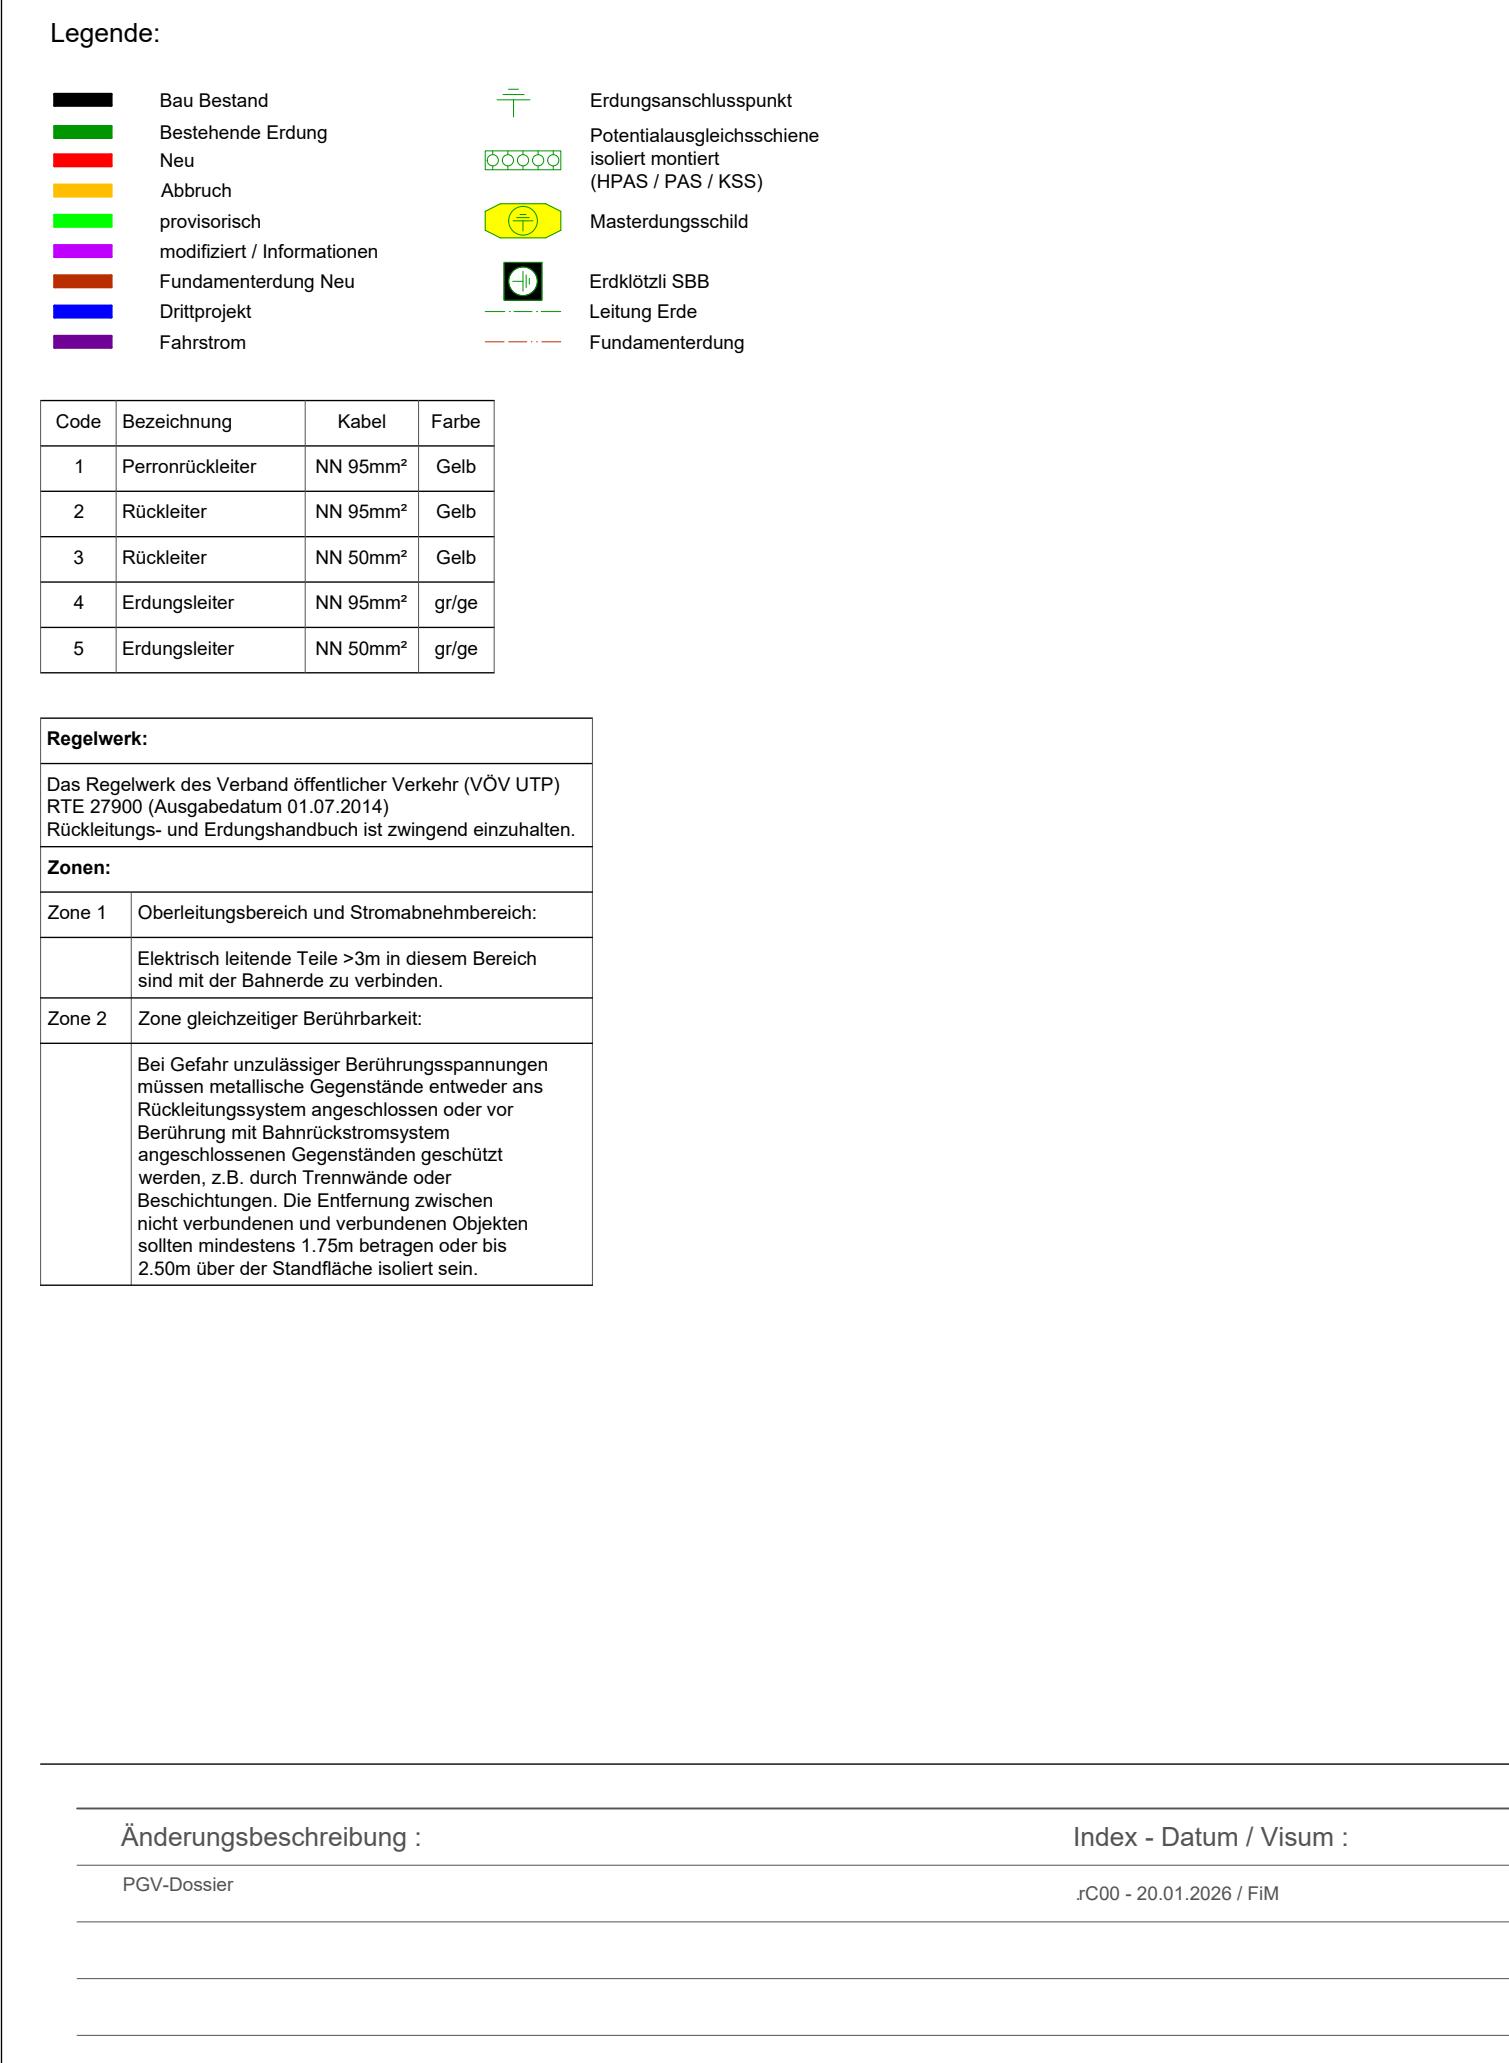 Legende:
Bau Bestand
Bestehende Erdung
Neu
Abbruch
provisorisch
modifiziert / Informationen
Fundamenterdung Neu
Drittprojekt
Fahrstrom
Erdungsanschlusspunkt
Potentialausgleichsschiene
isoliert montiert
(HPAS / PAS / KSS)
Masterdungsschild
Erdklötzli SBB
Leitung Erde
Fundamenterdung
Code Bezeichnung Kabel Farbe
1 Perronrückleiter NN 95mm² Gelb
2 Rückleiter NN 95mm² Gelb
3 Rückleiter NN 50mm² Gelb
4 Erdungsleiter NN 95mm² gr/ge
5 Erdungsleiter NN 50mm² gr/ge
Regelwerk:
Das Regelwerk des Verband öffentlicher Verkehr (VÖV UTP)
RTE 27900 (Ausgabedatum 01.07.2014)
Rückleitungs- und Erdungshandbuch ist zwingend einzuhalten.
Zonen:
Zone 1 Oberleitungsbereich und Stromabnehmbereich:
Elektrisch leitende Teile >3m in diesem Bereich
sind mit der Bahnerde zu verbinden.
Zone 2 Zone gleichzeitiger Berührbarkeit:
Bei Gefahr unzulässiger Berührungsspannungen
müssen metallische Gegenstände entweder ans
Rückleitungssystem angeschlossen oder vor
Berührung mit Bahnrückstromsystem
angeschlossenen Gegenständen geschützt
werden, z.B. durch Trennwände oder
Beschichtungen. Die Entfernung zwischen
nicht verbundenen und verbundenen Objekten
sollten mindestens 1.75m betragen oder bis
2.50m über der Standfläche isoliert sein.
Änderungsbeschreibung : Index - Datum / Visum :
PGV-Dossier .rC00 - 20.01.2026 / FiM